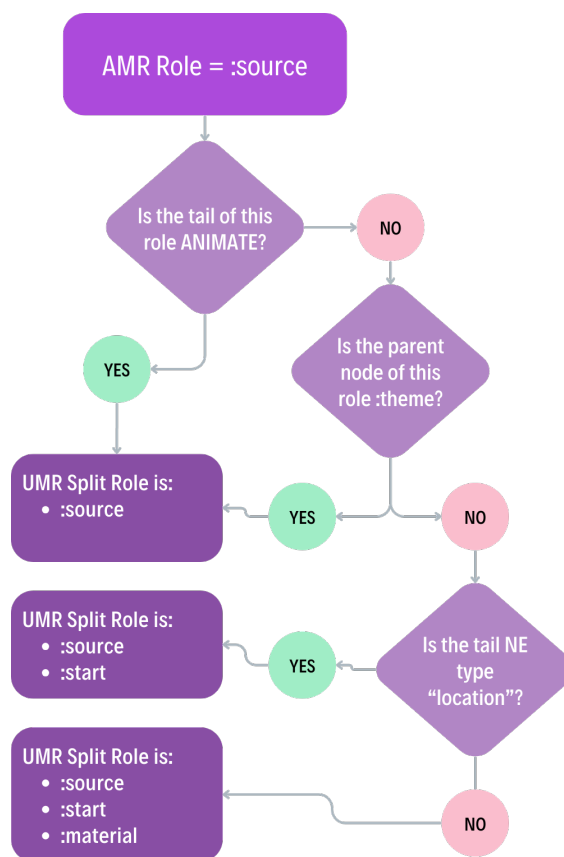 AMR Role = :source
Is the tail of this
role ANIMATE?
NO
Is the parent
node of this
role :theme?
YES
UMR Split Role is:
• :source
YES
NO
Is the tail NE
type
“location”?
YES
UMR Split Role is:
• :source
• :start
NO
UMR Split Role is:
• :source
• :start
• :material